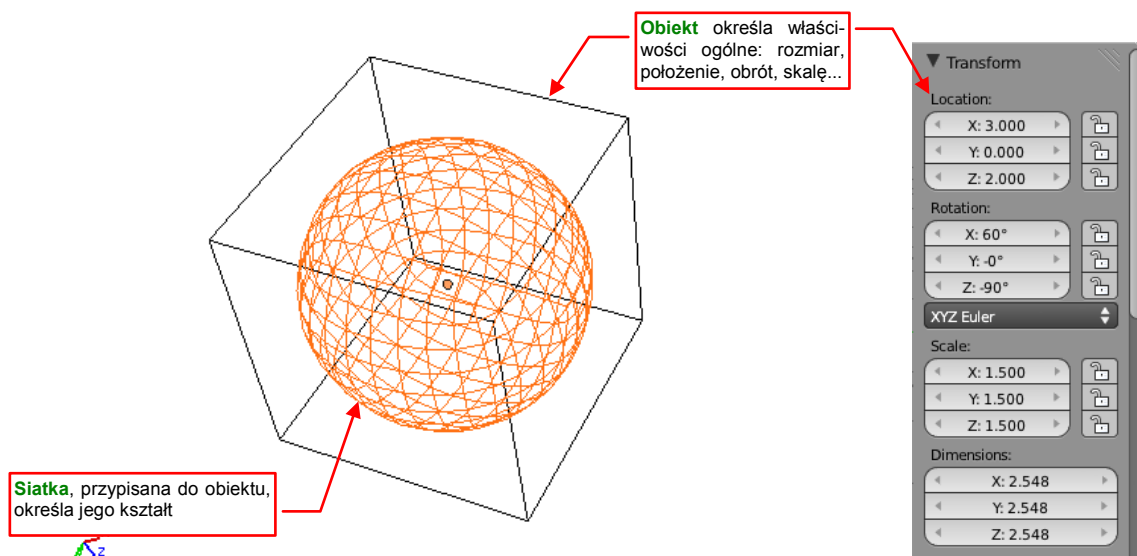 Obiekt określa właści-
wości ogólne: rozmiar,
położenie, obrót, skalę...
Transform
Location:
X: 3.000
Y: 0.000
Z: 2.000
Rotation:
X: 60°
Y: -0°
Z: -90°
XYZ Euler
Scale:
X: 1.500
Y: 1.500
Z: 1.500
Dimensions:
X: 2.548
Y: 2.548
Z: 2.548
Siatka, przypisana do obiektu,
określa jego kształt
z